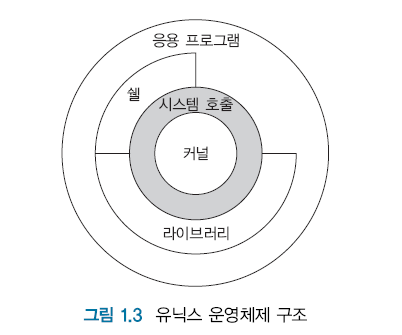 응용 프로그램
쉘
시스템 호출
커널
라이브러리
그림 1.3 유닉스 운영체제 구조